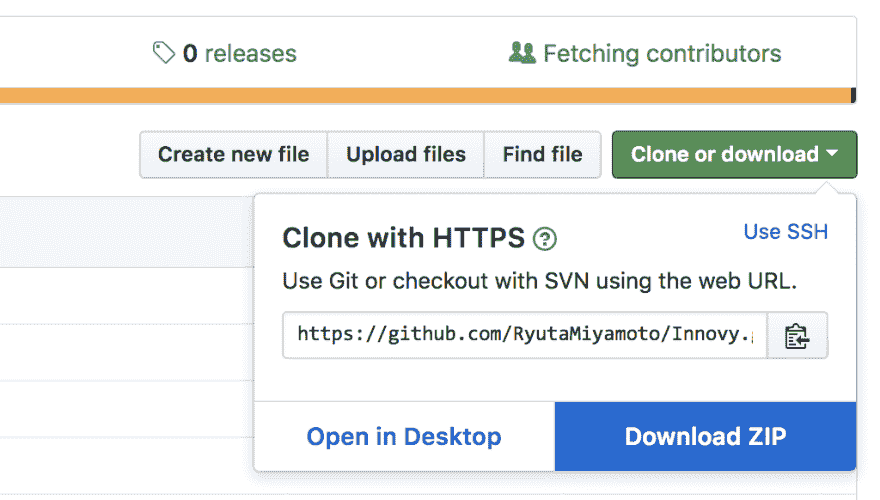 0 releases
Fetching contributors
Create new file
Upload files
Find file
Clone or download
Clone with HTTPS
Use SSH
Use Git or checkout with SVN using the web URL.
https://github.com/RyutaMiyamoto/Innovy.
Open in Desktop
Download ZIP